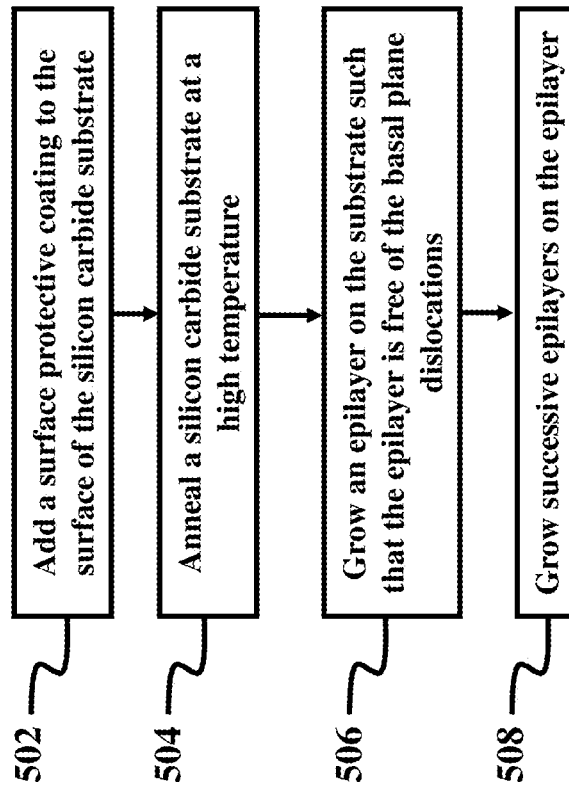 502
Add a surface protective coating to the
surface of the silicon carbide substrate
504
Anneal a silicon carbide substrate at a
high temperature
506
Grow an epilayer on the substrate such
that the epilayer is free of the basal plane
dislocations
508
Grow successive epilayers on the epilayer